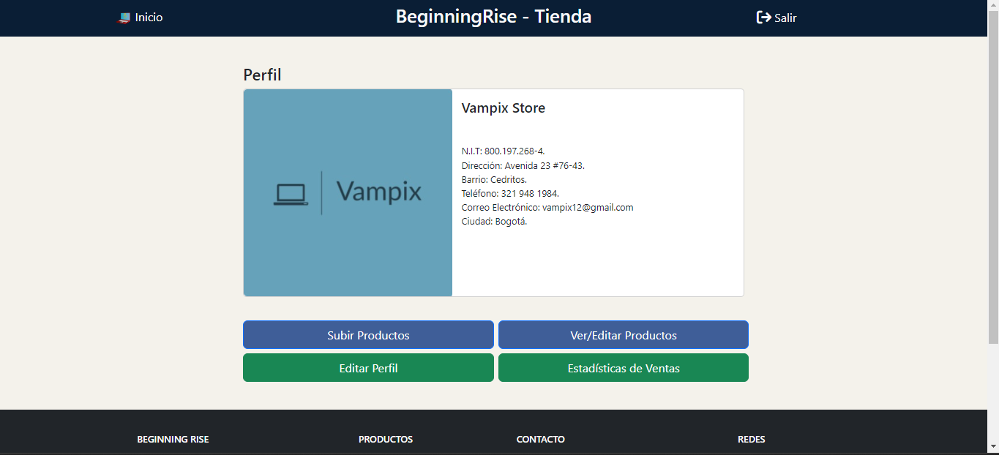 Inicio
BeginningRise - Tienda
Salir
Perfil
Vampix
Vampix Store
N.I.T: 800.197.268-4.
Dirección: Avenida 23 #76-43.
Barrio: Cedritos.
Teléfono: 321 948 1984.
Correo Electrónico: vampix12@gmail.com
Ciudad: Bogotá.
Subir Productos
Ver/Editar Productos
Editar Perfil
Estadísticas de Ventas
BEGINNING RISE
PRODUCTOS
CONTACTO
REDES